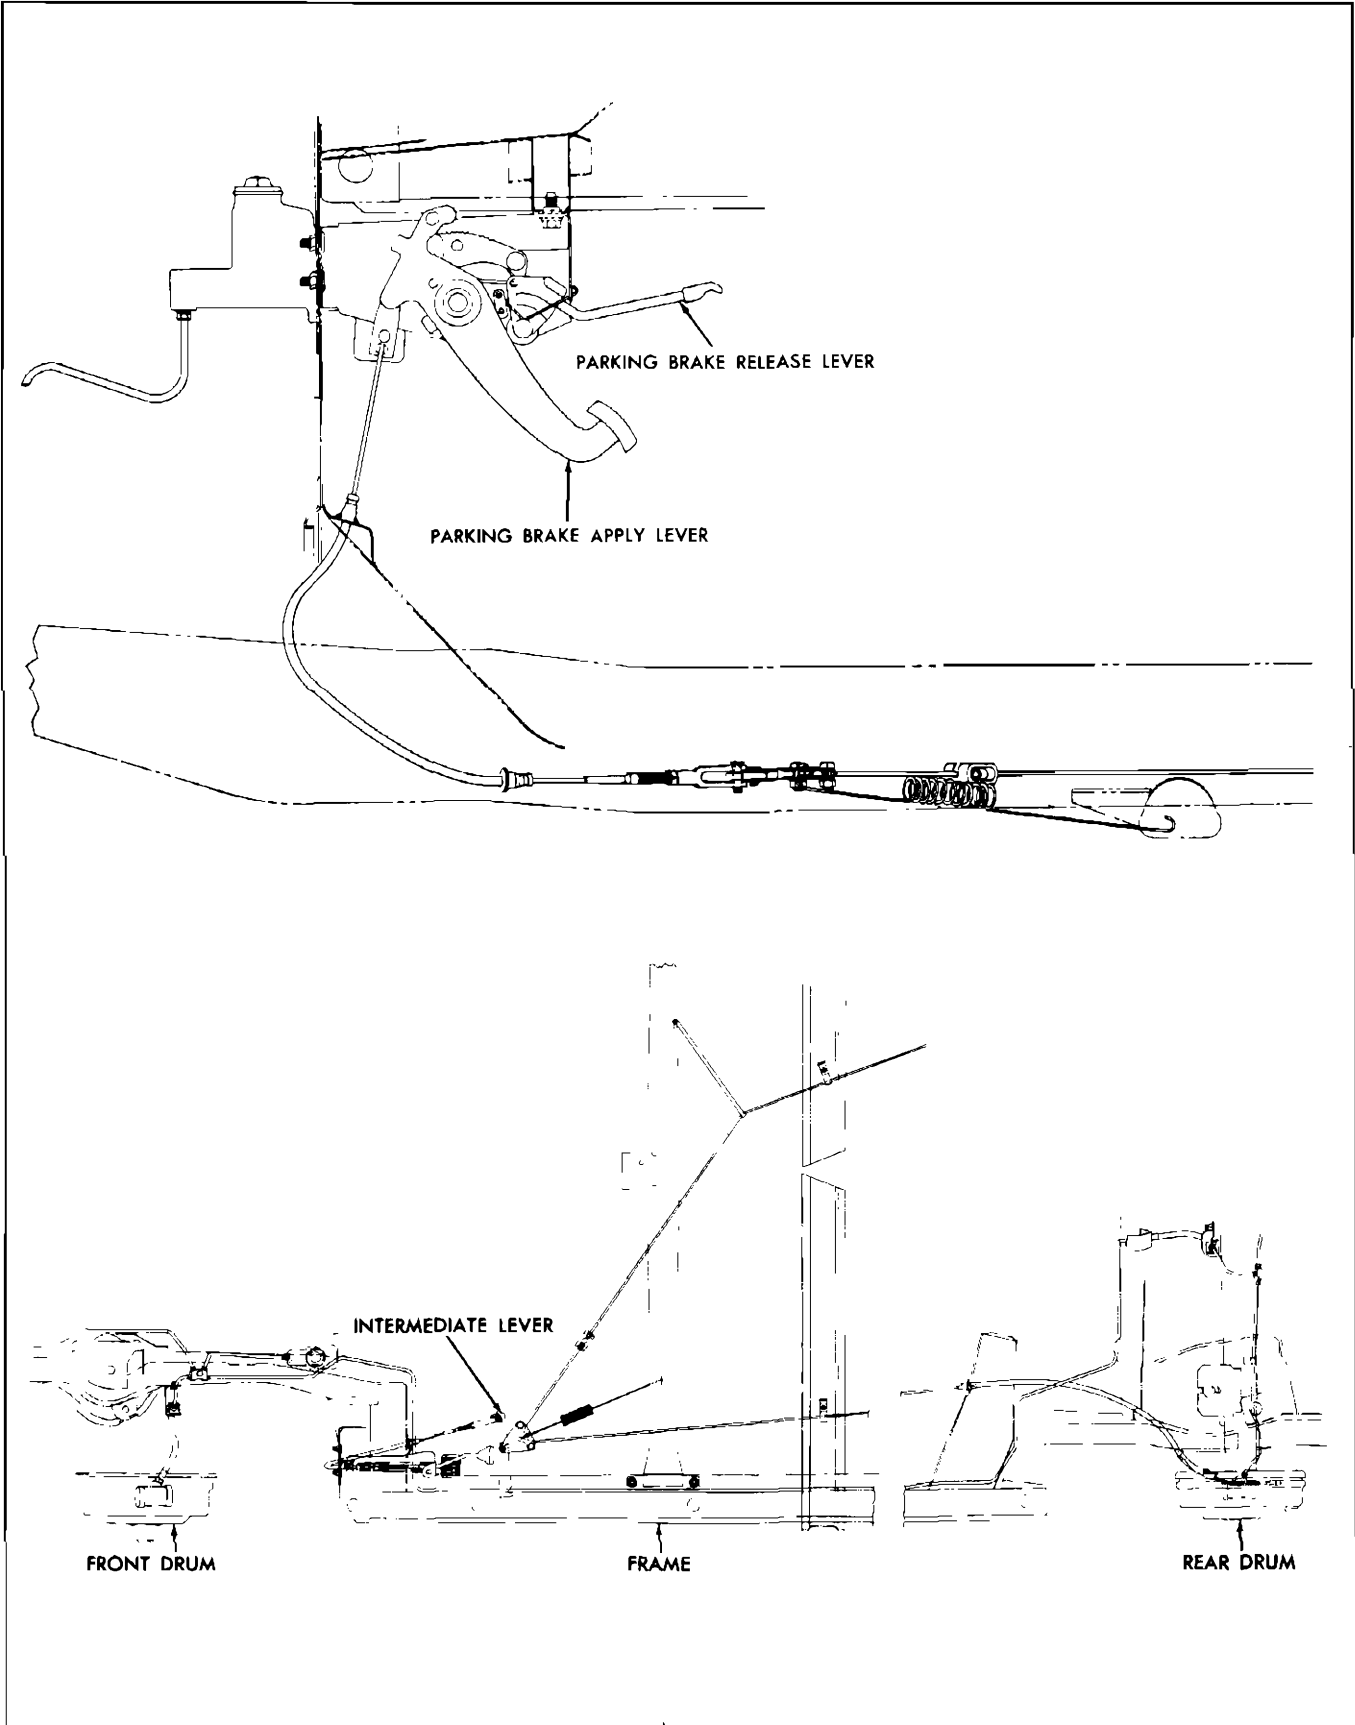 PARKING BRAKE RELEASE LEVER
PARKING BRAKE APPLY LEVER
INTERMEDIATE LEVER
FRONT DRUM
FRAME
REAR DRUM